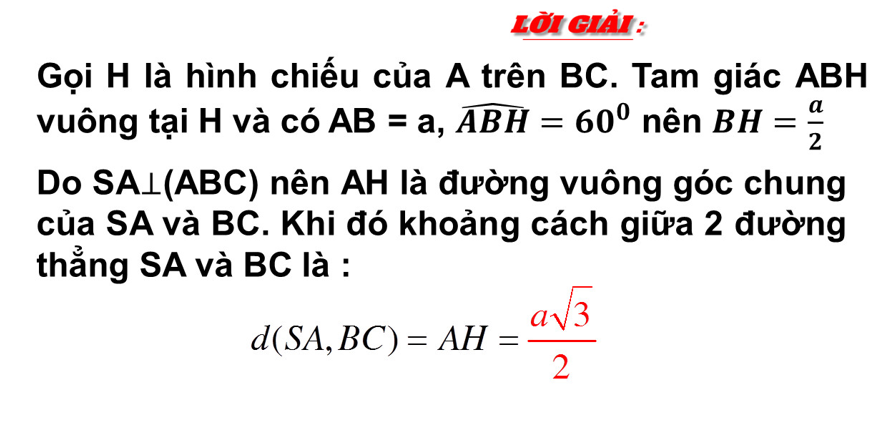 LỜI GIẢI :
Gọi H là hình chiếu của A trên BC. Tam giác ABH
vuông tại H và có AB = a, $\widehat{ABH} = 60^0$ nên $BH = \frac{a}{2}$
Do SA⊥(ABC) nên AH là đường vuông góc chung
của SA và BC. Khi đó khoảng cách giữa 2 đường
thẳng SA và BC là :
$d(SA, BC) = AH = \frac{a\sqrt{3}}{2}$